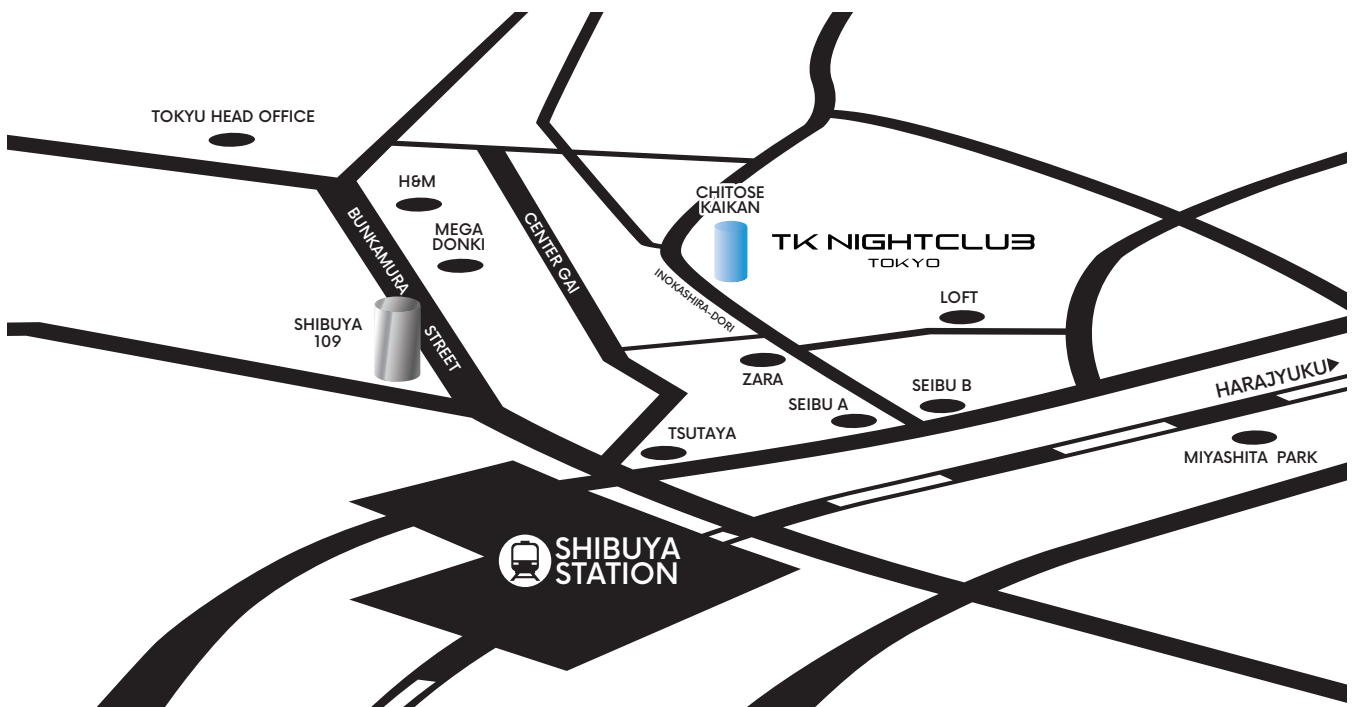 TOKYU HEAD OFFICE
H&M
MEGA
DONKI
BUNKAMURA
STREET
CENTER GAI
CHITOSE
KAIKAN
TK NIGHTCLUB
TOKYO
INOKASHIRA-DORI
LOFT
SHIBUYA
109
ZARA
SEIBU A
SEIBU B
HARAJYUKU
TSUTAYA
MIYASHITA PARK
SHIBUYA
STATION